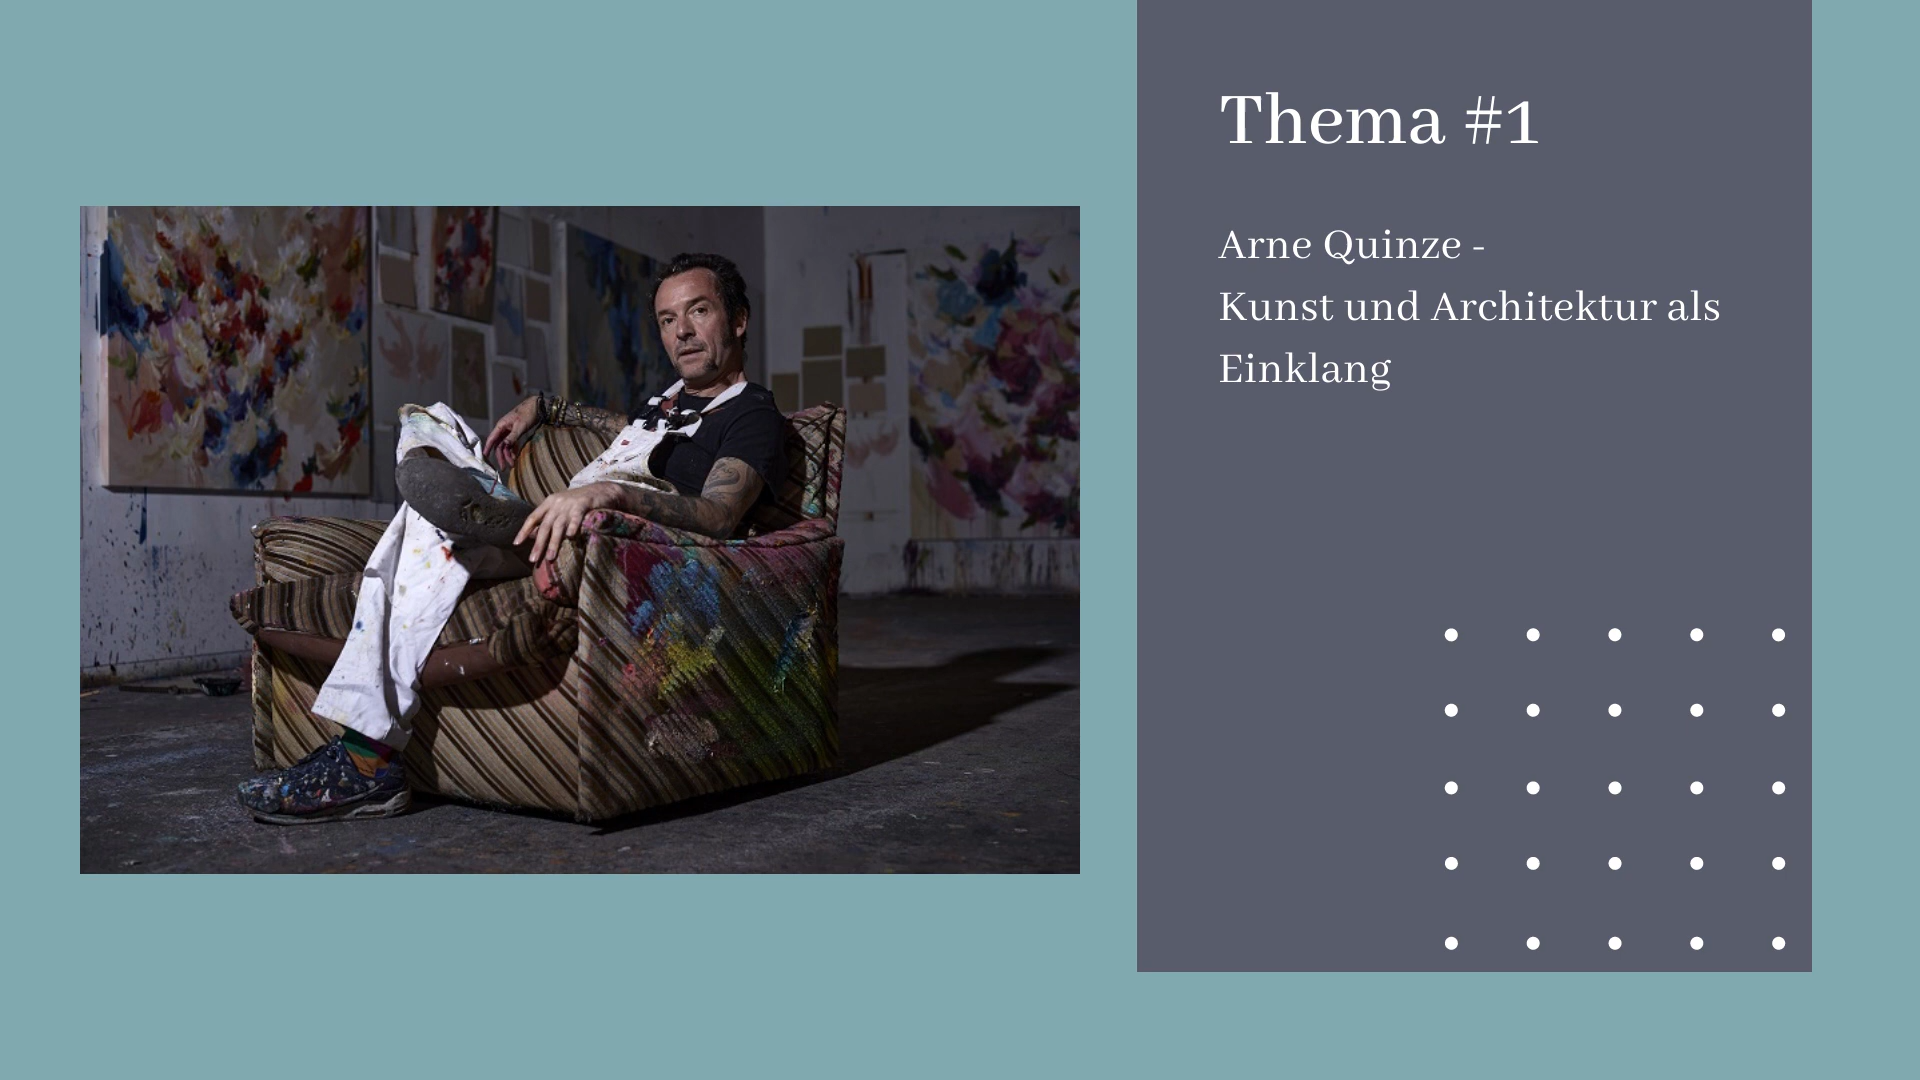 Thema #1
Arne Quinze -
Kunst und Architektur als
Einklang